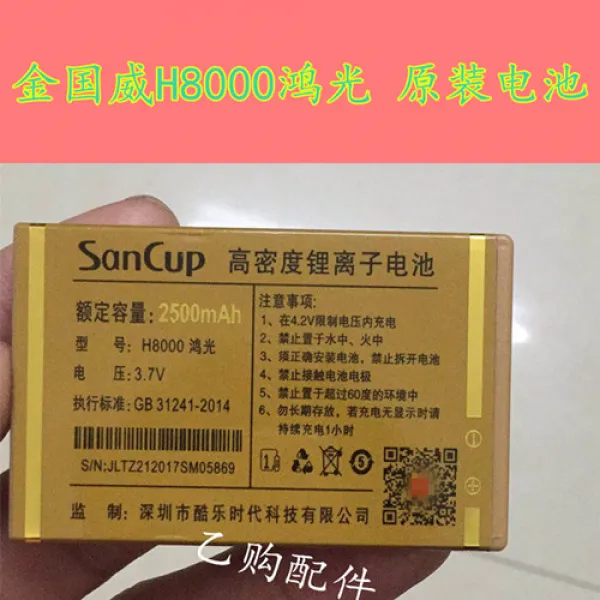 金国威H8000鸿光 原装电池
SanCup 高密度锂离子电池
额定容量: 2500mAh
型 号: H8000 鸿光
电 压: 3.7V
执行标准: GB 31241-2014
S/N:JLTZ212017SM05869
注意事项:
1、在4.2V限制电压内充电
2、禁止置于水中、火中
3、须正确安装电池，禁止拆开电池
4、禁止接触电池电极
5、禁止置于超过60度的环境中
6、勿长期存放，若充电无显示时请
持续充电1小时
监 制: 深圳市酷乐时代科技有限公司
乙购配件